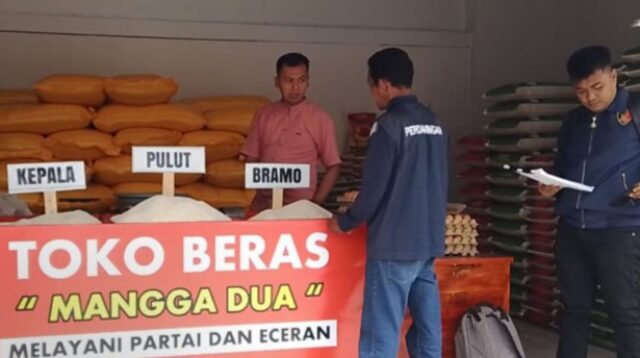 KEPALA
PULUT
BRAMO
PERDAGANGAN
TOKO BERAS
" MANGGA DUA "
MELAYANI PARTAI DAN ECERAN